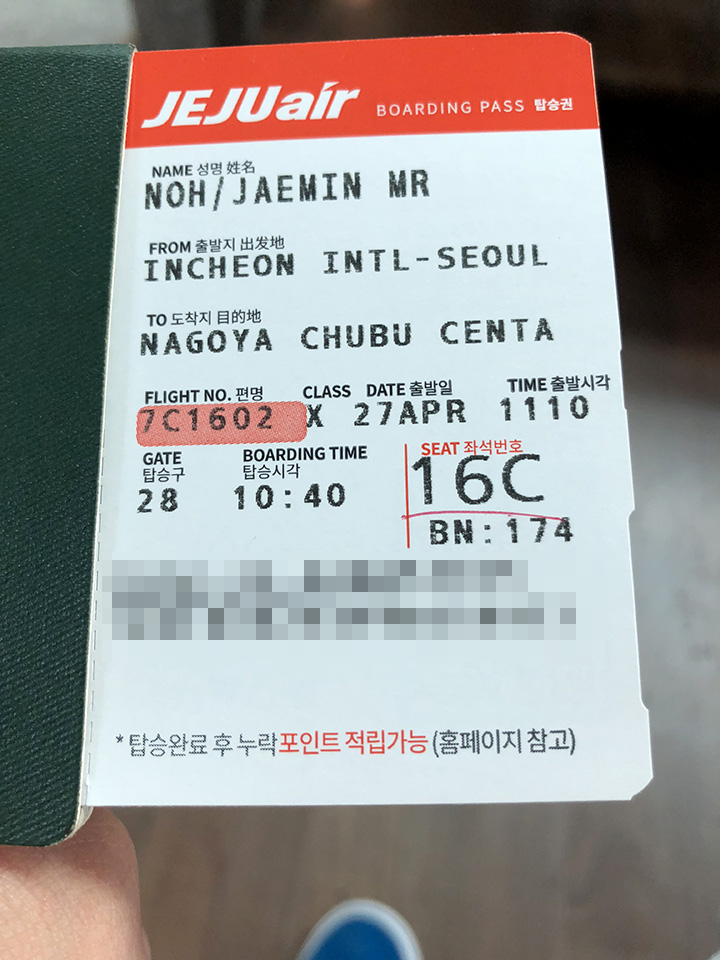 JEJUair BOARDING PASS 탑승권
NAME 성명 姓名
NOH/JAEMIN MR
FROM 출발지 出发地
INCHEON INTL-SEOUL
TO 도착지 目的地
NAGOYA CHUBU CENTA
FLIGHT NO. 편명 CLASS DATE 출발일 TIME 출발시각
7C1602 X 27APR 1110
GATE BOARDING TIME SEAT 좌석번호
탑승구 탑승시각
28 10:40 16C
BN:174
* 탑승완료 후 누락포인트 적립가능 (홈페이지 참고)